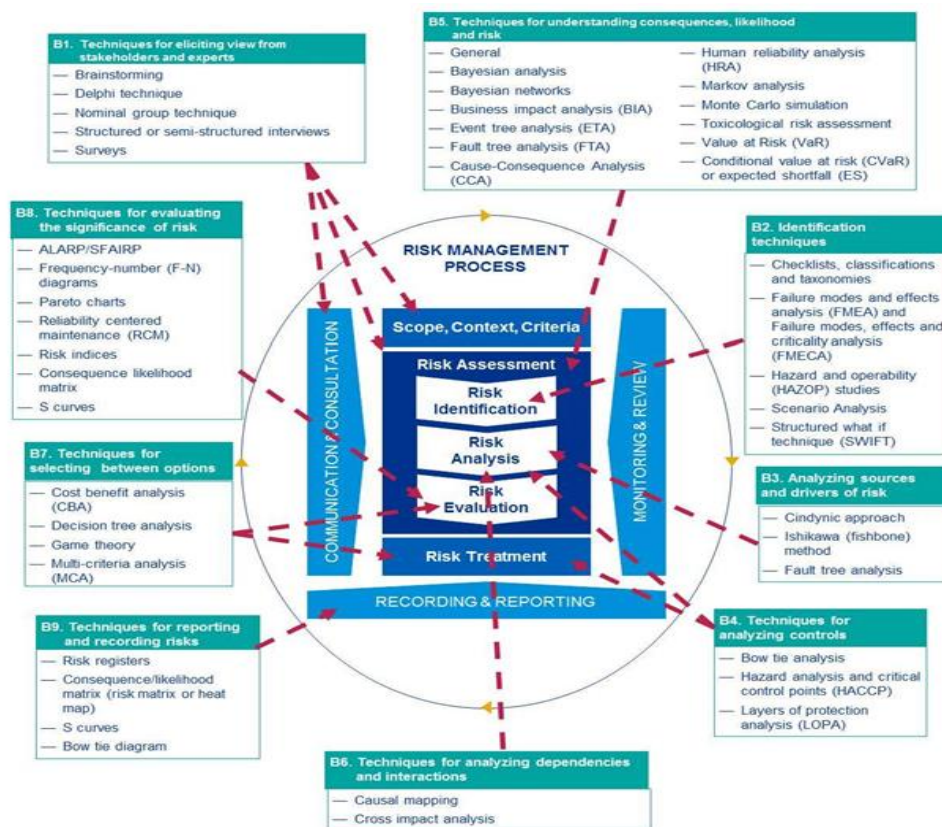 B1. Techniques for eliciting view from
stakeholders and experts
— Brainstorming
— Delphi technique
— Nominal group technique
— Structured or semi-structured interviews
— Surveys
B5. Techniques for understanding consequences, likelihood
and risk
— General
— Bayesian analysis
— Bayesian networks
— Business impact analysis (BIA)
— Event tree analysis (ETA)
— Fault tree analysis (FTA)
— Cause-Consequence Analysis
(CCA)
— Human reliability analysis
(HRA)
— Markov analysis
— Monte Carlo simulation
— Toxicological risk assessment
— Value at Risk (VaR)
— Conditional value at risk (CVaR)
or expected shortfall (ES)
B8. Techniques for evaluating
the significance of risk
— ALARP/SFAIRP
— Frequency-number (F-N)
diagrams
— Pareto charts
— Reliability centered
maintenance (RCM)
— Risk indices
— Consequence likelihood
matrix
— S curves
RISK MANAGEMENT
PROCESS
Scope, Context, Criteria
Risk Assessment
Risk
Identification
Risk
Analysis
Risk
Evaluation
Risk Treatment
COMMUNICATION & CONSULTATION
MONITORING & REVIEW
RECORDING & REPORTING
B2. Identification
techniques
— Checklists, classifications
and taxonomies
— Failure modes and effects
analysis (FMEA) and
Failure modes, effects and
criticality analysis
(FMECA)
— Hazard and operability
(HAZOP) studies
— Scenario Analysis
— Structured what if
technique (SWIFT)
B7. Techniques for
selecting between options
— Cost benefit analysis
(CBA)
— Decision tree analysis
— Game theory
— Multi-criteria analysis
(MCA)
B3. Analyzing sources
and drivers of risk
— Cindynic approach
— Ishikawa (fishbone)
method
— Fault tree analysis
B9. Techniques for reporting
and recording risks
— Risk registers
— Consequence/likelihood
matrix (risk matrix or heat
map)
— S curves
— Bow tie diagram
B4. Techniques for
analyzing controls
— Bow tie analysis
— Hazard analysis and critical
control points (HACCP)
— Layers of protection
analysis (LOPA)
B6. Techniques for analyzing dependencies
and interactions
— Causal mapping
— Cross impact analysis